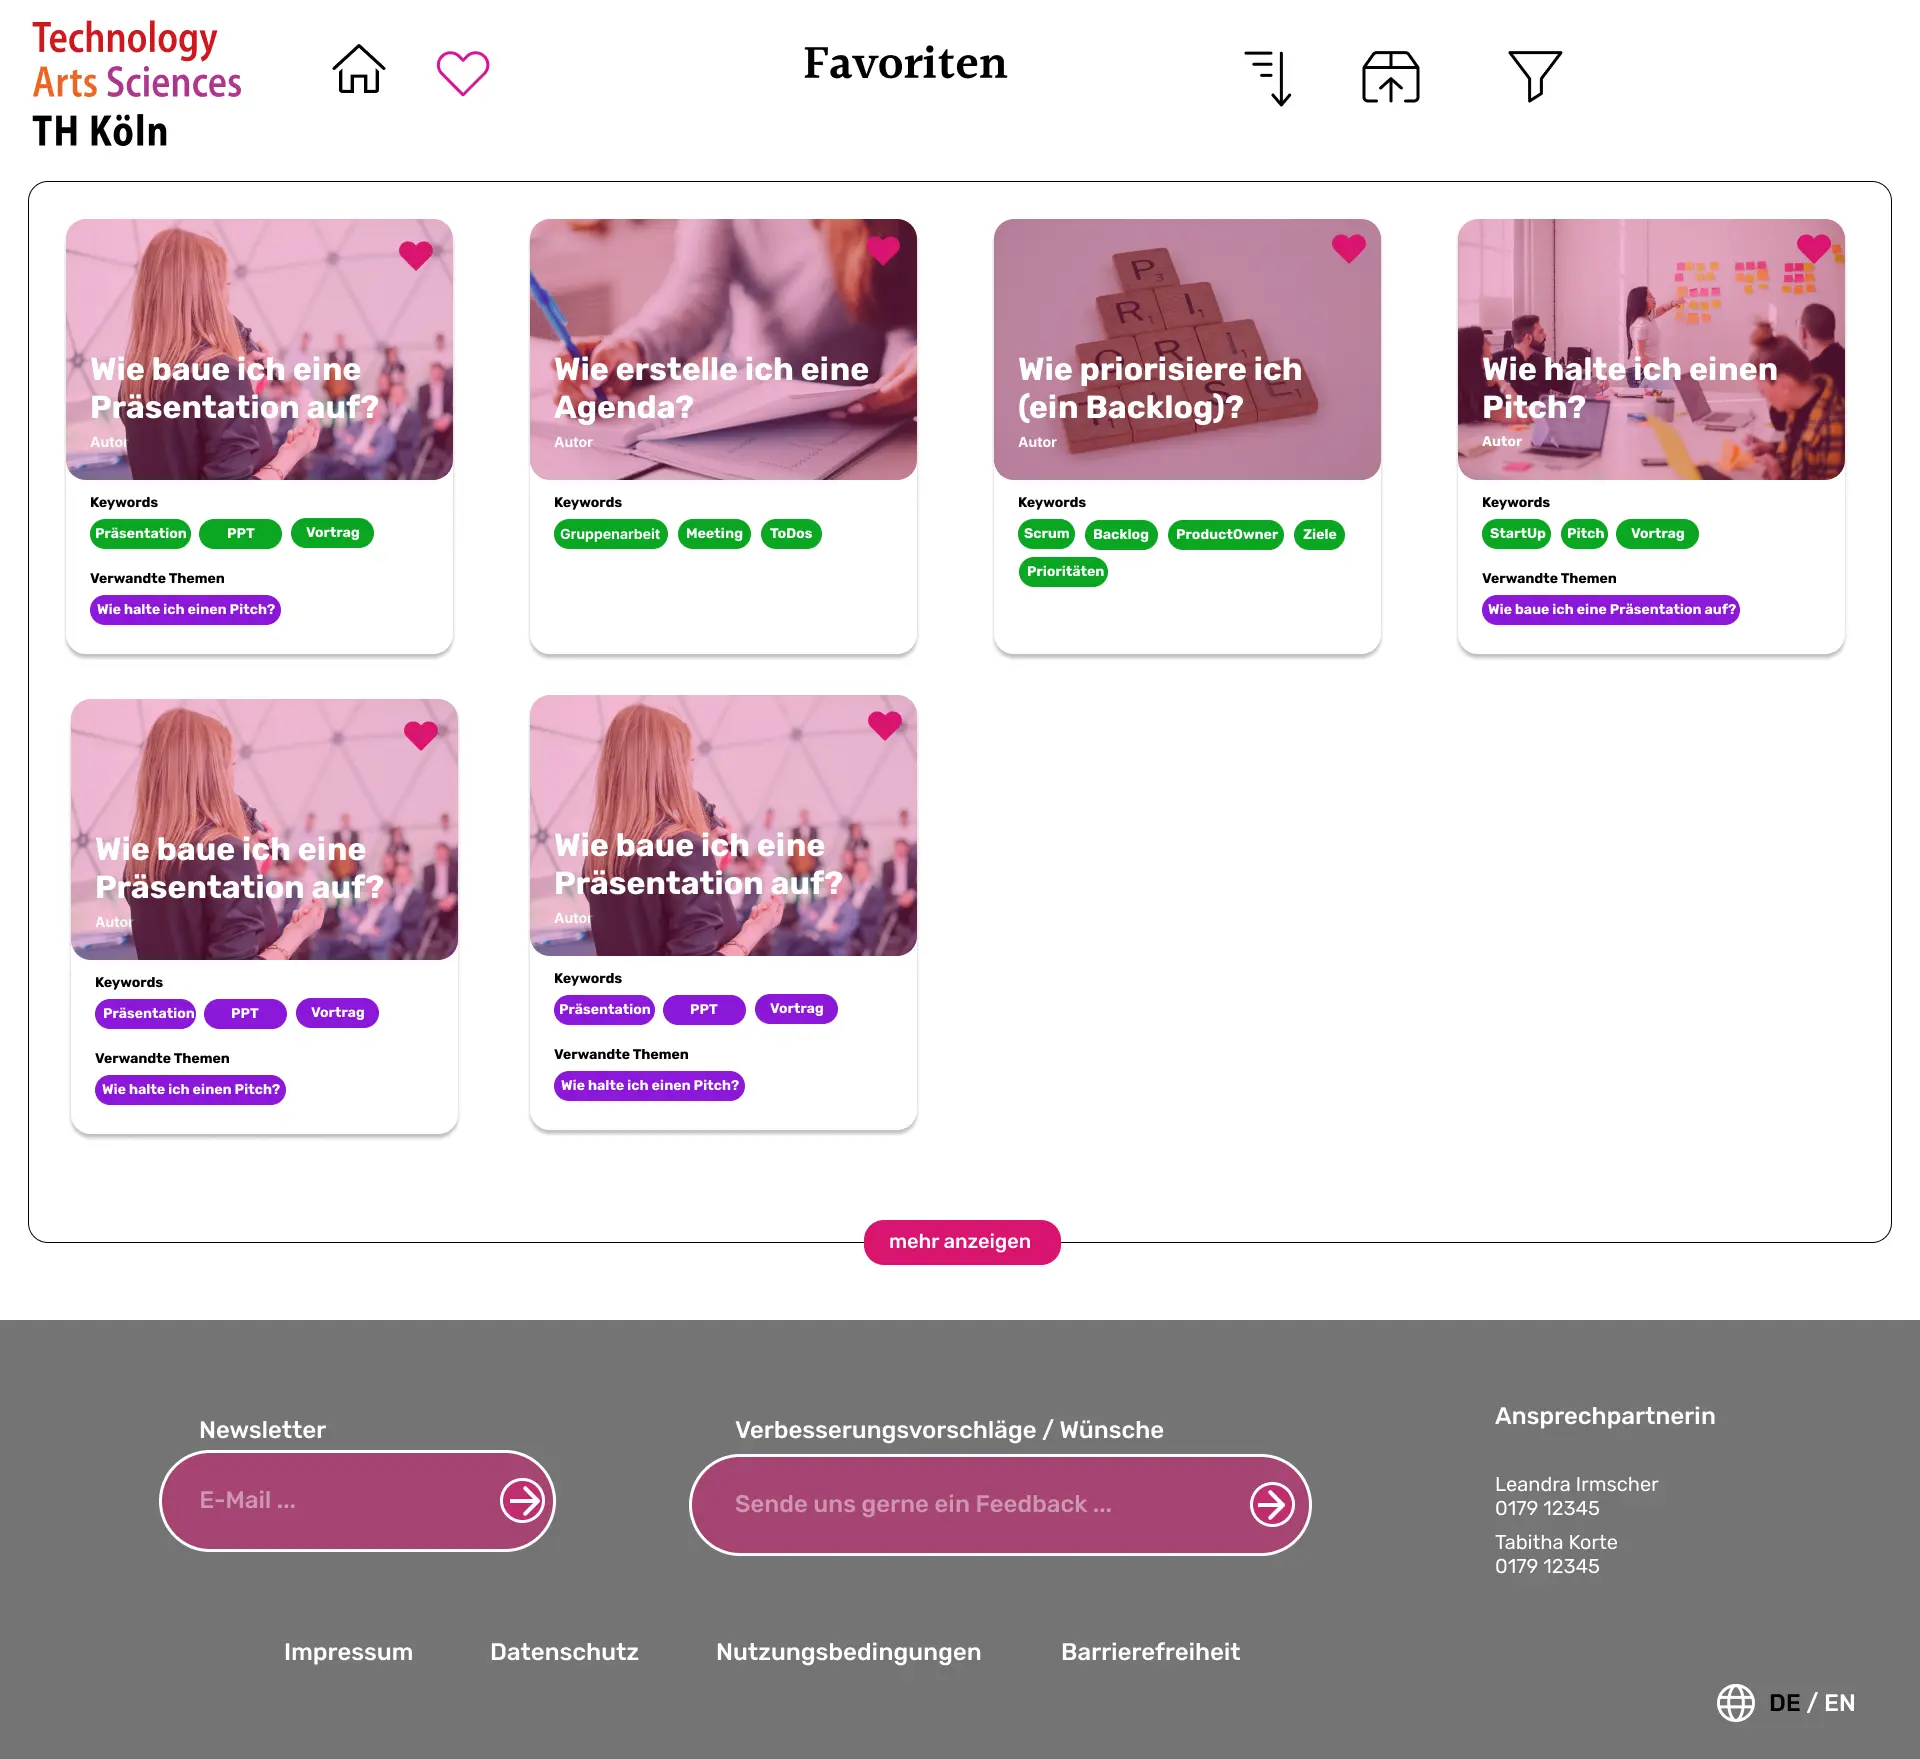 Technology
Arts Sciences
TH Köln
Favoriten
Wie baue ich eine
Präsentation auf?
Autor
Keywords
Präsentation PPT Vortrag
Verwandte Themen
Wie halte ich einen Pitch?
Wie erstelle ich eine
Agenda?
Autor
Keywords
Gruppenarbeit Meeting ToDos
P
R I
O R I
S E
Wie priorisiere ich
(ein Backlog)?
Autor
Keywords
Scrum Backlog ProductOwner Ziele
Prioritäten
Wie halte ich einen
Pitch?
Autor
Keywords
StartUp Pitch Vortrag
Verwandte Themen
Wie baue ich eine Präsentation auf?
Wie baue ich eine
Präsentation auf?
Autor
Keywords
Präsentation PPT Vortrag
Verwandte Themen
Wie halte ich einen Pitch?
Wie baue ich eine
Präsentation auf?
Autor
Keywords
Präsentation PPT Vortrag
Verwandte Themen
Wie halte ich einen Pitch?
mehr anzeigen
Newsletter
E-Mail ...
Verbesserungsvorschläge / Wünsche
Sende uns gerne ein Feedback ...
Ansprechpartnerin
Leandra Irmscher
0179 12345
Tabitha Korte
0179 12345
Impressum Datenschutz Nutzungsbedingungen Barrierefreiheit
DE / EN